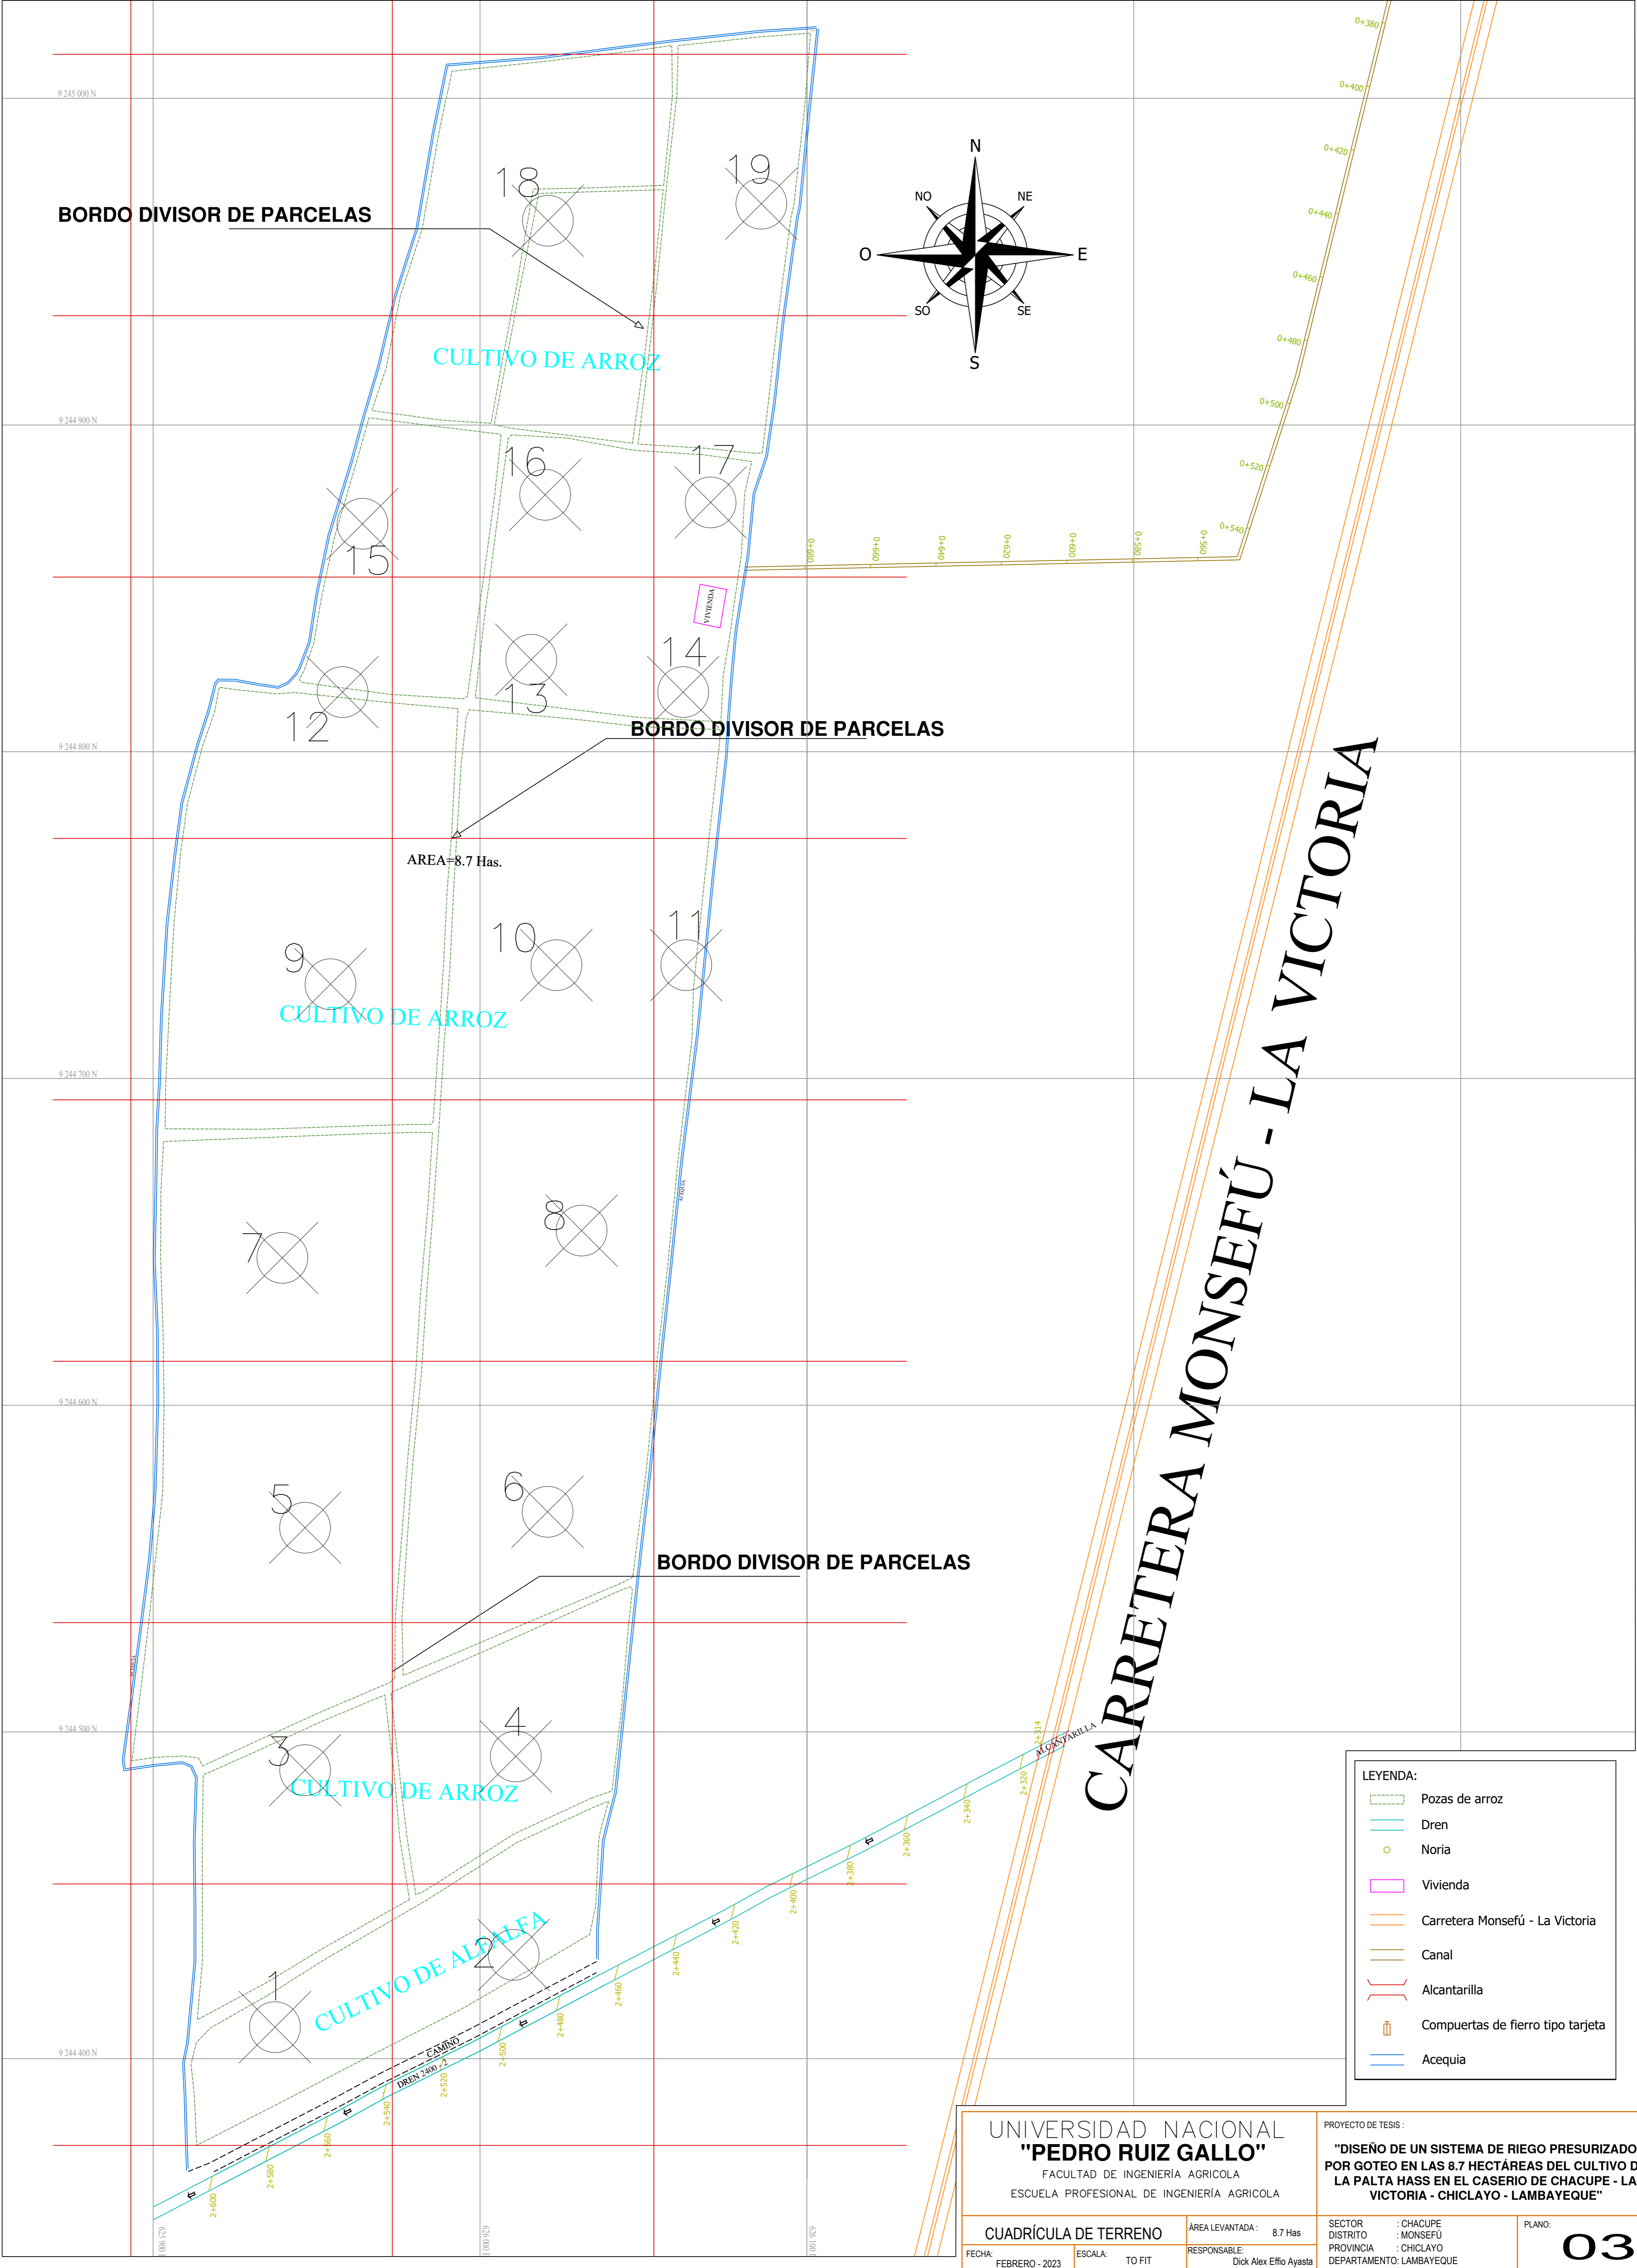 0+380
0+400
0+420
0+440
0+460
0+480
0+500
0+520
0+540
0+560
0+580
0+600
0+620
0+640
0+660
0+680
9 245 000 N
9 244 900 N
9 244 800 N
9 244 700 N
9 244 600 N
9 244 500 N
9 244 400 N
N
NO
NE
O
E
SO
SE
S
18
19
BORDO DIVISOR DE PARCELAS
CULTIVO DE ARROZ
16
17
15
VIVIENDA
14
13
12
BORDO DIVISOR DE PARCELAS
AREA=8.7 Has.
11
10
9
CULTIVO DE ARROZ
ACEQUIA
8
7
6
5
BORDO DIVISOR DE PARCELAS
ACEQUIA
4
3
CULTIVO DE ARROZ
2
1
CULTIVO DE ALFALFA
CAMINO
DREN 2400 - 2
CARRETERA MONSEFÚ - LA VICTORIA
ALCANTARILLA
2+314
2+320
2+340
2+360
2+380
2+400
2+420
2+440
2+460
2+480
2+500
2+520
2+540
2+560
2+580
2+600
625 900 E
626 000 E
626 100 E
LEYENDA:
Pozas de arroz
Dren
Noria
Vivienda
Carretera Monsefú - La Victoria
Canal
Alcantarilla
Compuertas de fierro tipo tarjeta
Acequia
UNIVERSIDAD NACIONAL
"PEDRO RUIZ GALLO"
FACULTAD DE INGENIERÍA AGRICOLA
ESCUELA PROFESIONAL DE INGENIERÍA AGRICOLA
PROYECTO DE TESIS :
"DISEÑO DE UN SISTEMA DE RIEGO PRESURIZADO
POR GOTEO EN LAS 8.7 HECTÁREAS DEL CULTIVO D
LA PALTA HASS EN EL CASERIO DE CHACUPE - LA
VICTORIA - CHICLAYO - LAMBAYEQUE"
CUADRÍCULA DE TERRENO
ÁREA LEVANTADA : 8.7 Has
FECHA: FEBRERO - 2023
ESCALA: TO FIT
RESPONSABLE: Dick Alex Effio Ayasta
SECTOR : CHACUPE
DISTRITO : MONSEFÚ
PROVINCIA : CHICLAYO
DEPARTAMENTO: LAMBAYEQUE
PLANO:
03